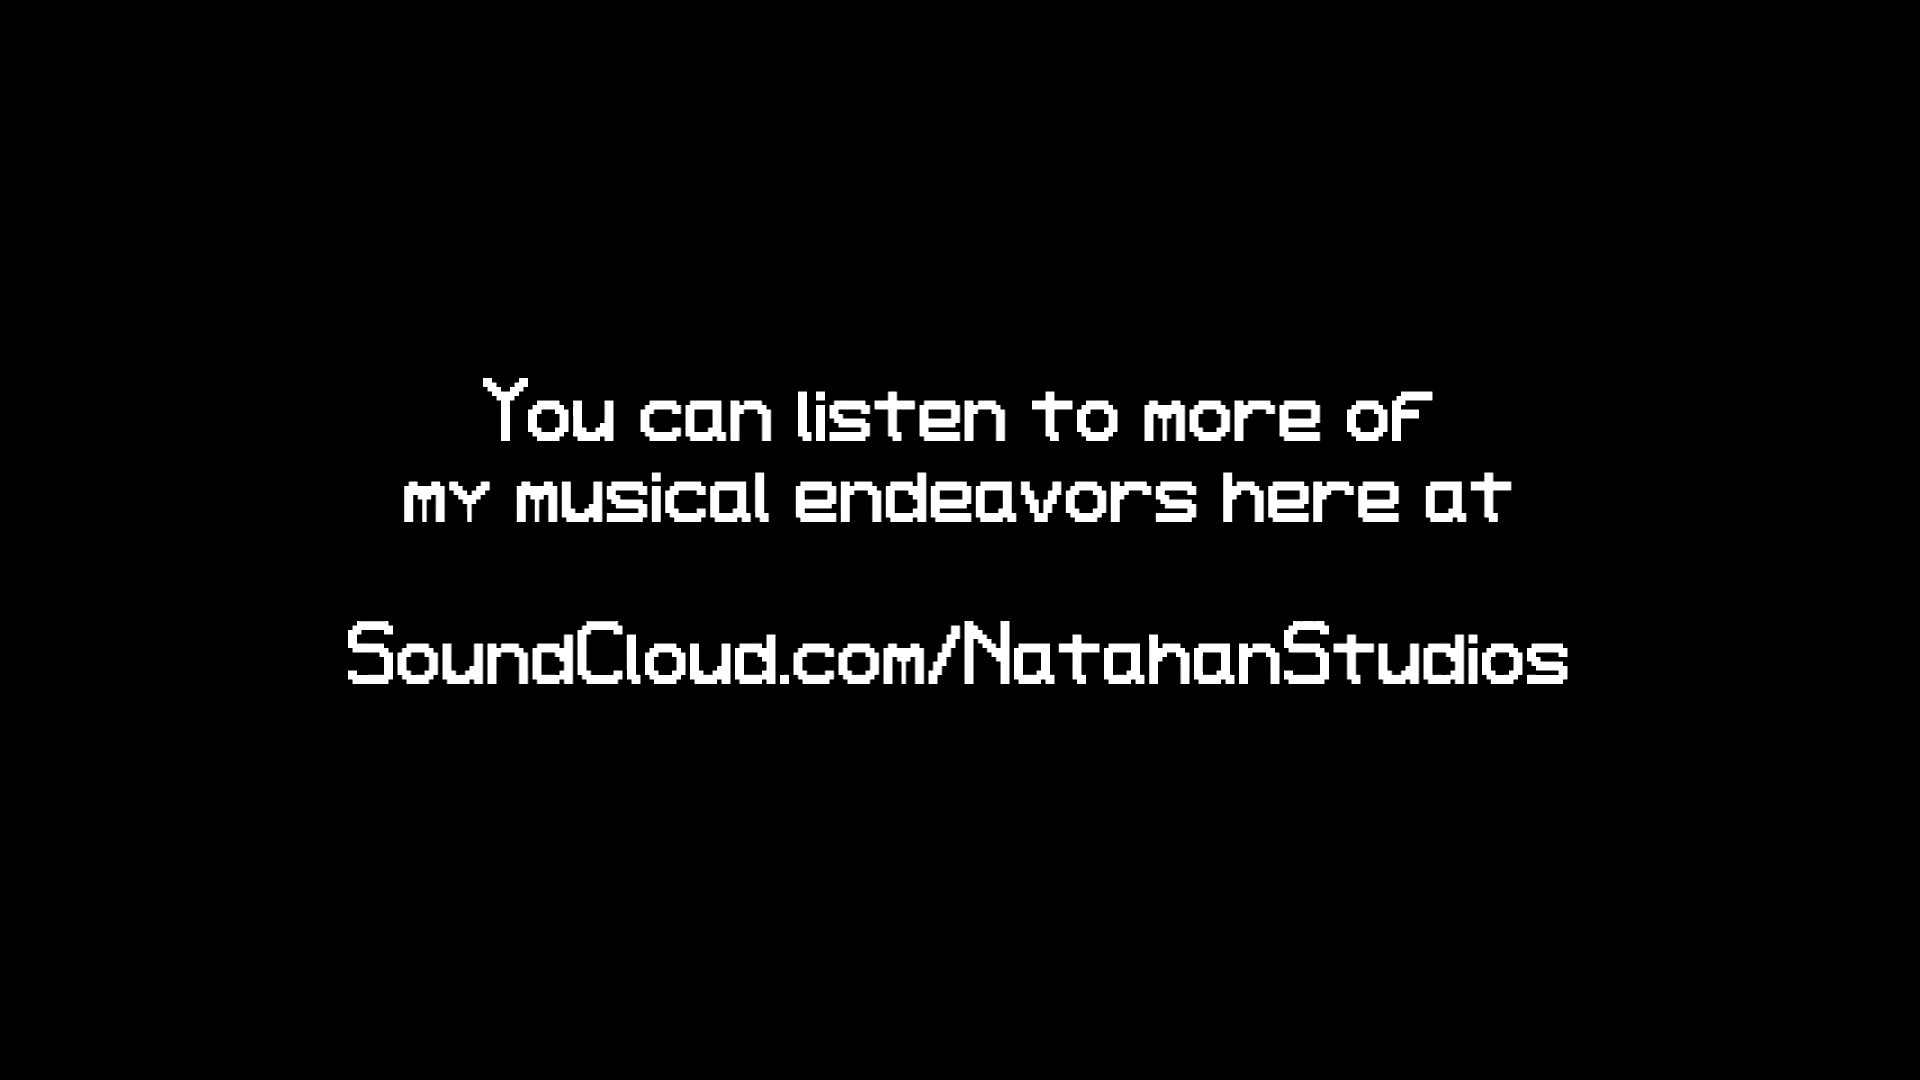 You can listen to more of
my musical endeavors here at
SoundCloud.com/NatahanStudios